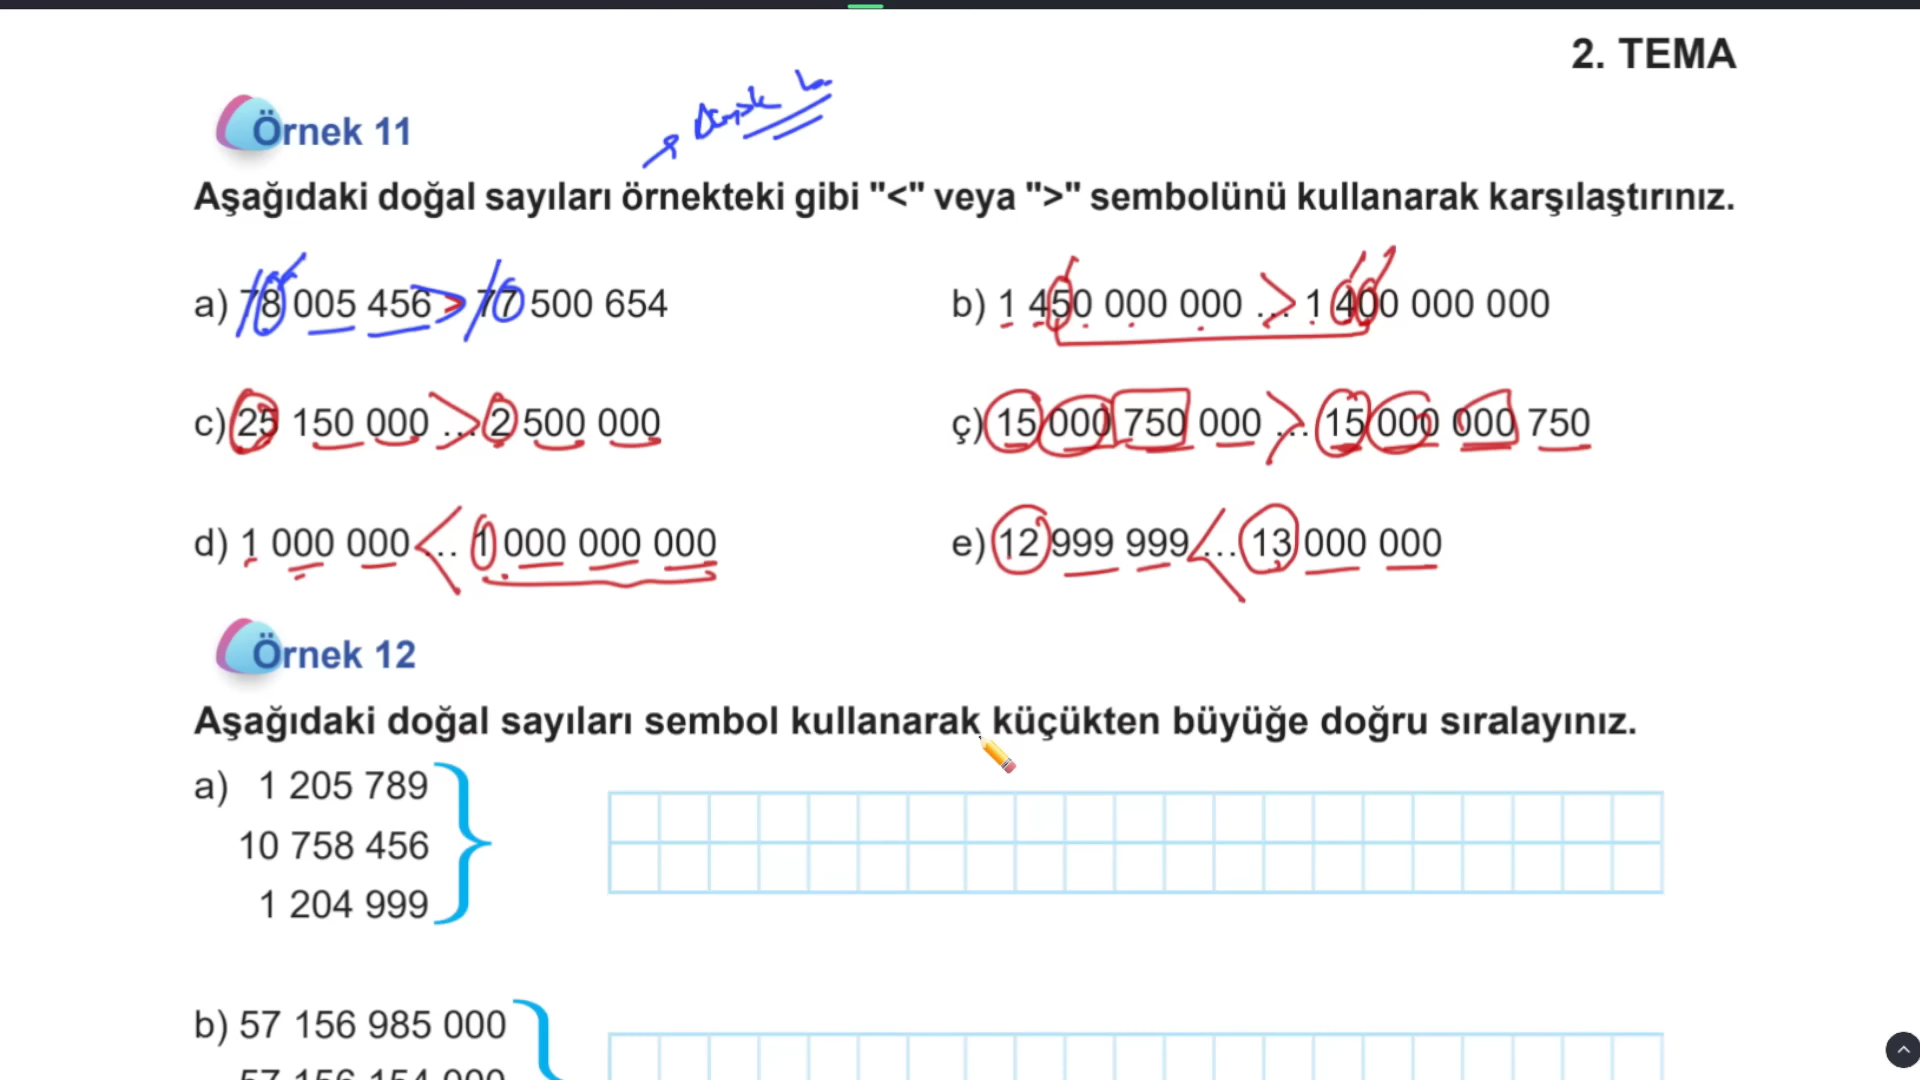 2. TEMA
Örnek 11
Aşağıdaki doğal sayıları örnekteki gibi "<" veya ">" sembolünü kullanarak karşılaştırınız.
a) 78 005 456 > 77 500 654
b) 1 450 000 000 ... > 1 400 000 000
c) 25 150 000 ... > 2 500 000
ç) 15 000 750 000 > ... 15 000 000 750
d) 1 000 000 < ... 1 000 000 000
e) 12 999 999 ... < 13 000 000
Örnek 12
Aşağıdaki doğal sayıları sembol kullanarak küçükten büyüğe doğru sıralayınız.
a) 1 205 789
10 758 456
1 204 999
b) 57 156 985 000
57 156 154 000